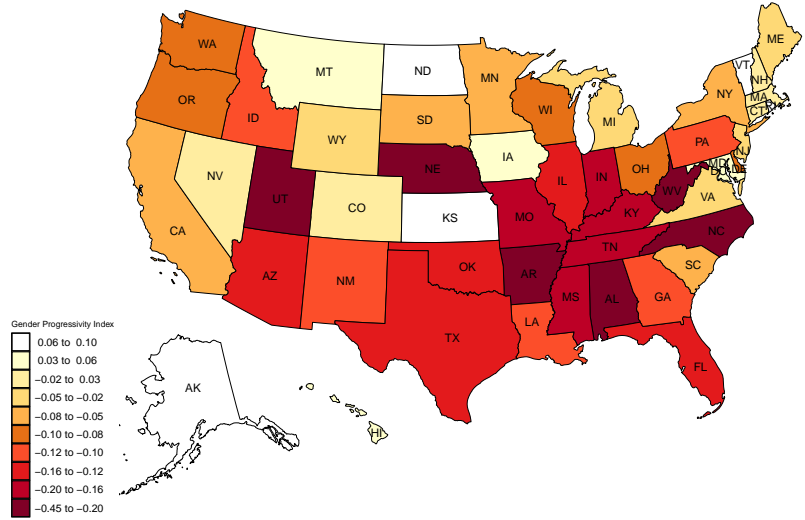 ME
WA
VT
ND
MT
MN
NH
OR
WI
NY
MA
ID
SD
CT
MI
WY
PA
IA
NJ
NE
OH
MD
DE
DC
NV
IL
IN
UT
WV
CO
VA
KS
MO
KY
CA
NC
TN
OK
AZ
NM
AR
SC
MS
AL
GA
LA
TX
FL
AK
HI
Gender Progressivity Index
0.06 to 0.10
0.03 to 0.06
−0.02 to 0.03
−0.05 to −0.02
−0.08 to −0.05
−0.10 to −0.08
−0.12 to −0.10
−0.16 to −0.12
−0.20 to −0.16
−0.45 to −0.20